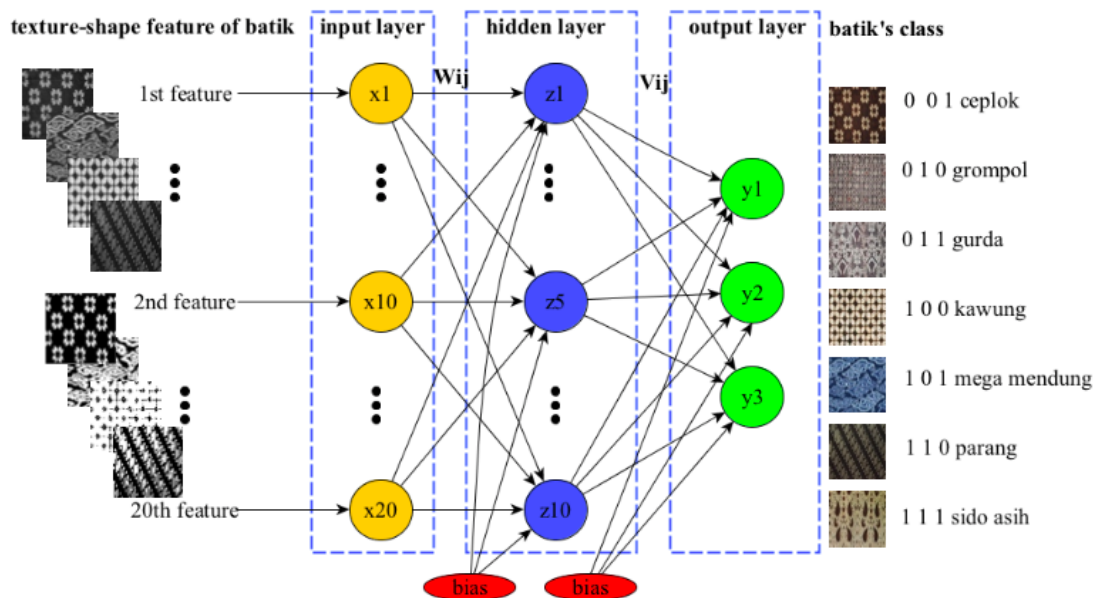 texture-shape feature of batik
input layer
hidden layer
output layer
batik's class
Wij
Vij
1st feature
x1
z1
0 0 1 ceplok
y1
0 1 0 grompol
0 1 1 gurda
2nd feature
x10
z5
y2
1 0 0 kawung
1 0 1 mega mendung
y3
1 1 0 parang
20th feature
x20
z10
1 1 1 sido asih
bias
bias